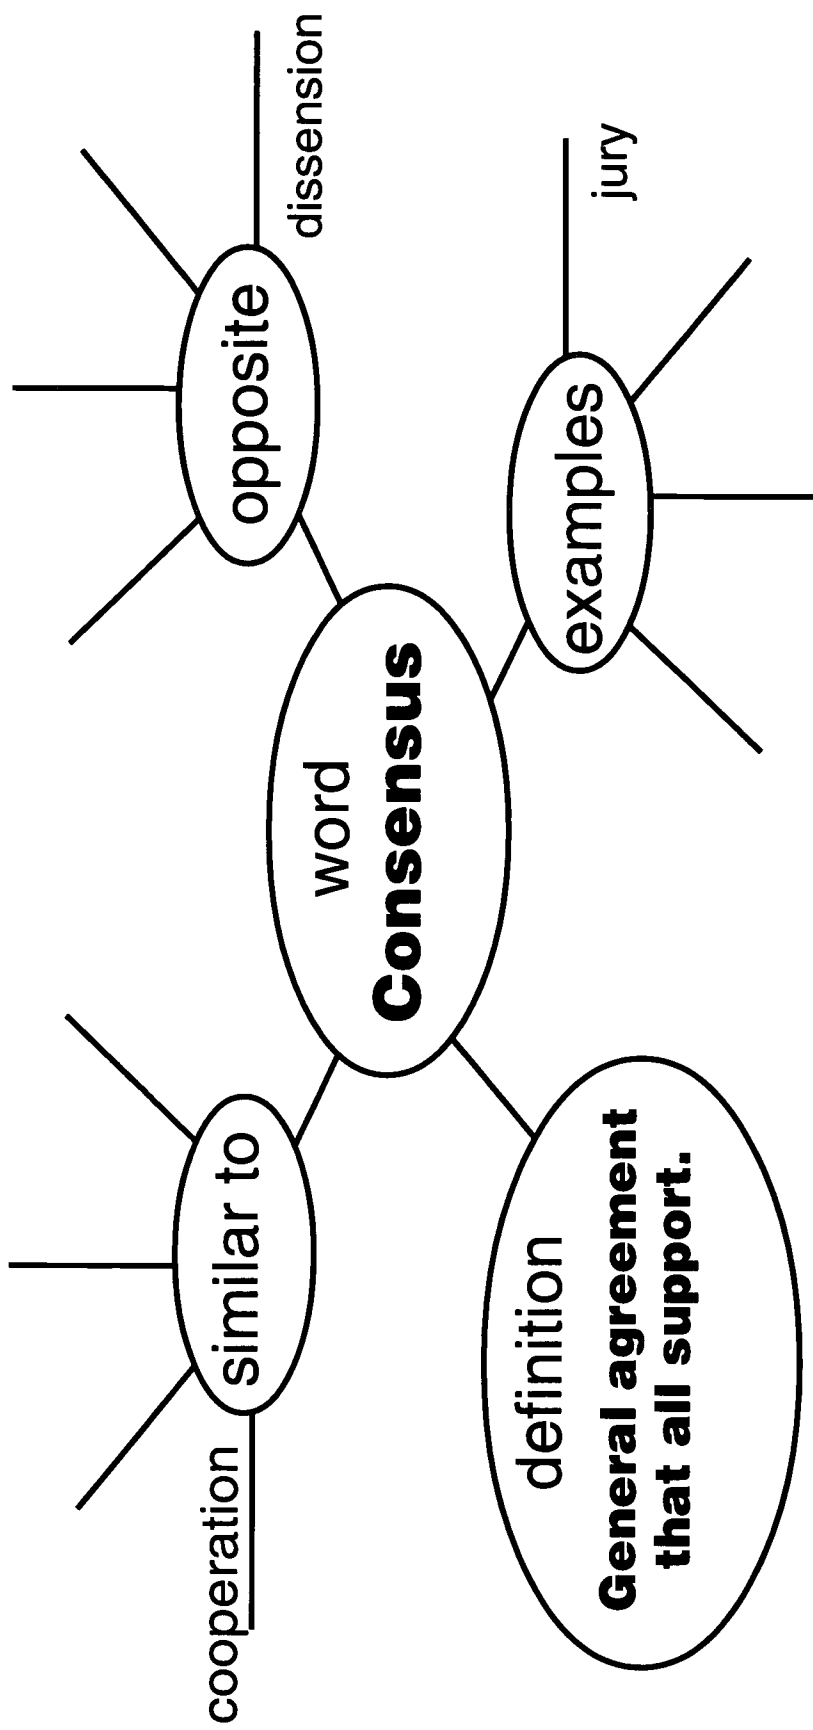 cooperation
similar to
opposite
dissension
word
Consensus
definition
General agreement
that all support.
examples
jury